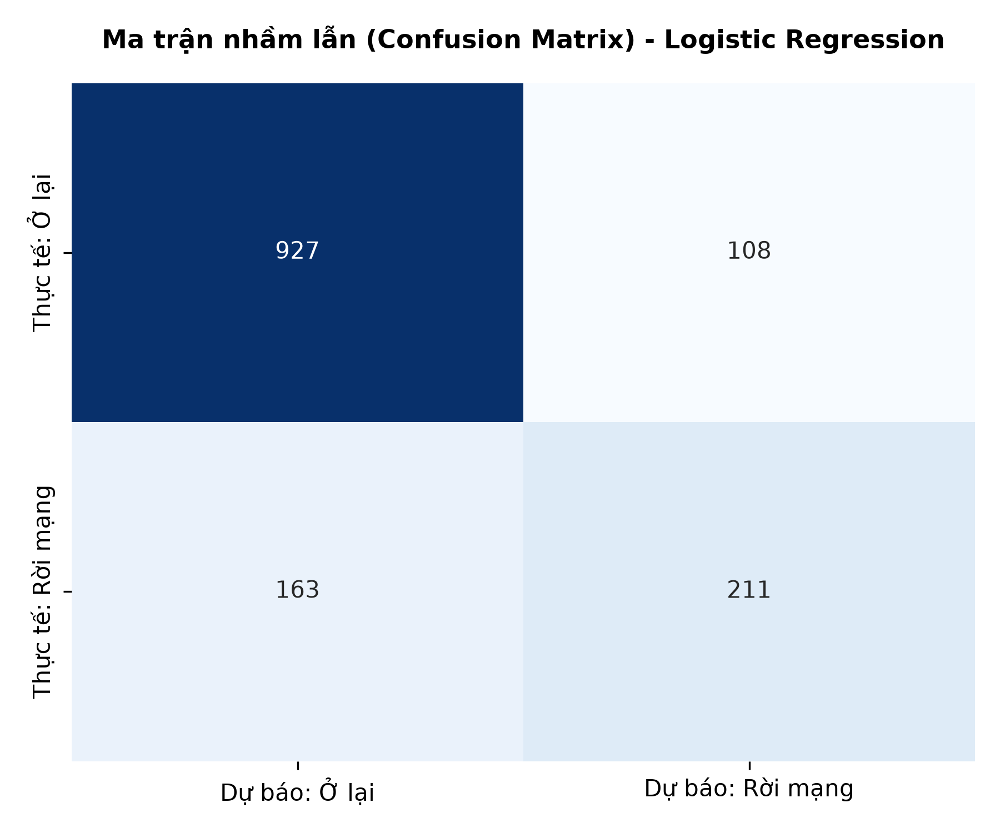 Ma trận nhầm lẫn (Confusion Matrix) - Logistic Regression
Thực tế: Ở lại
927
108
Thực tế: Rời mạng
163
211
Dự báo: Ở lại
Dự báo: Rời mạng